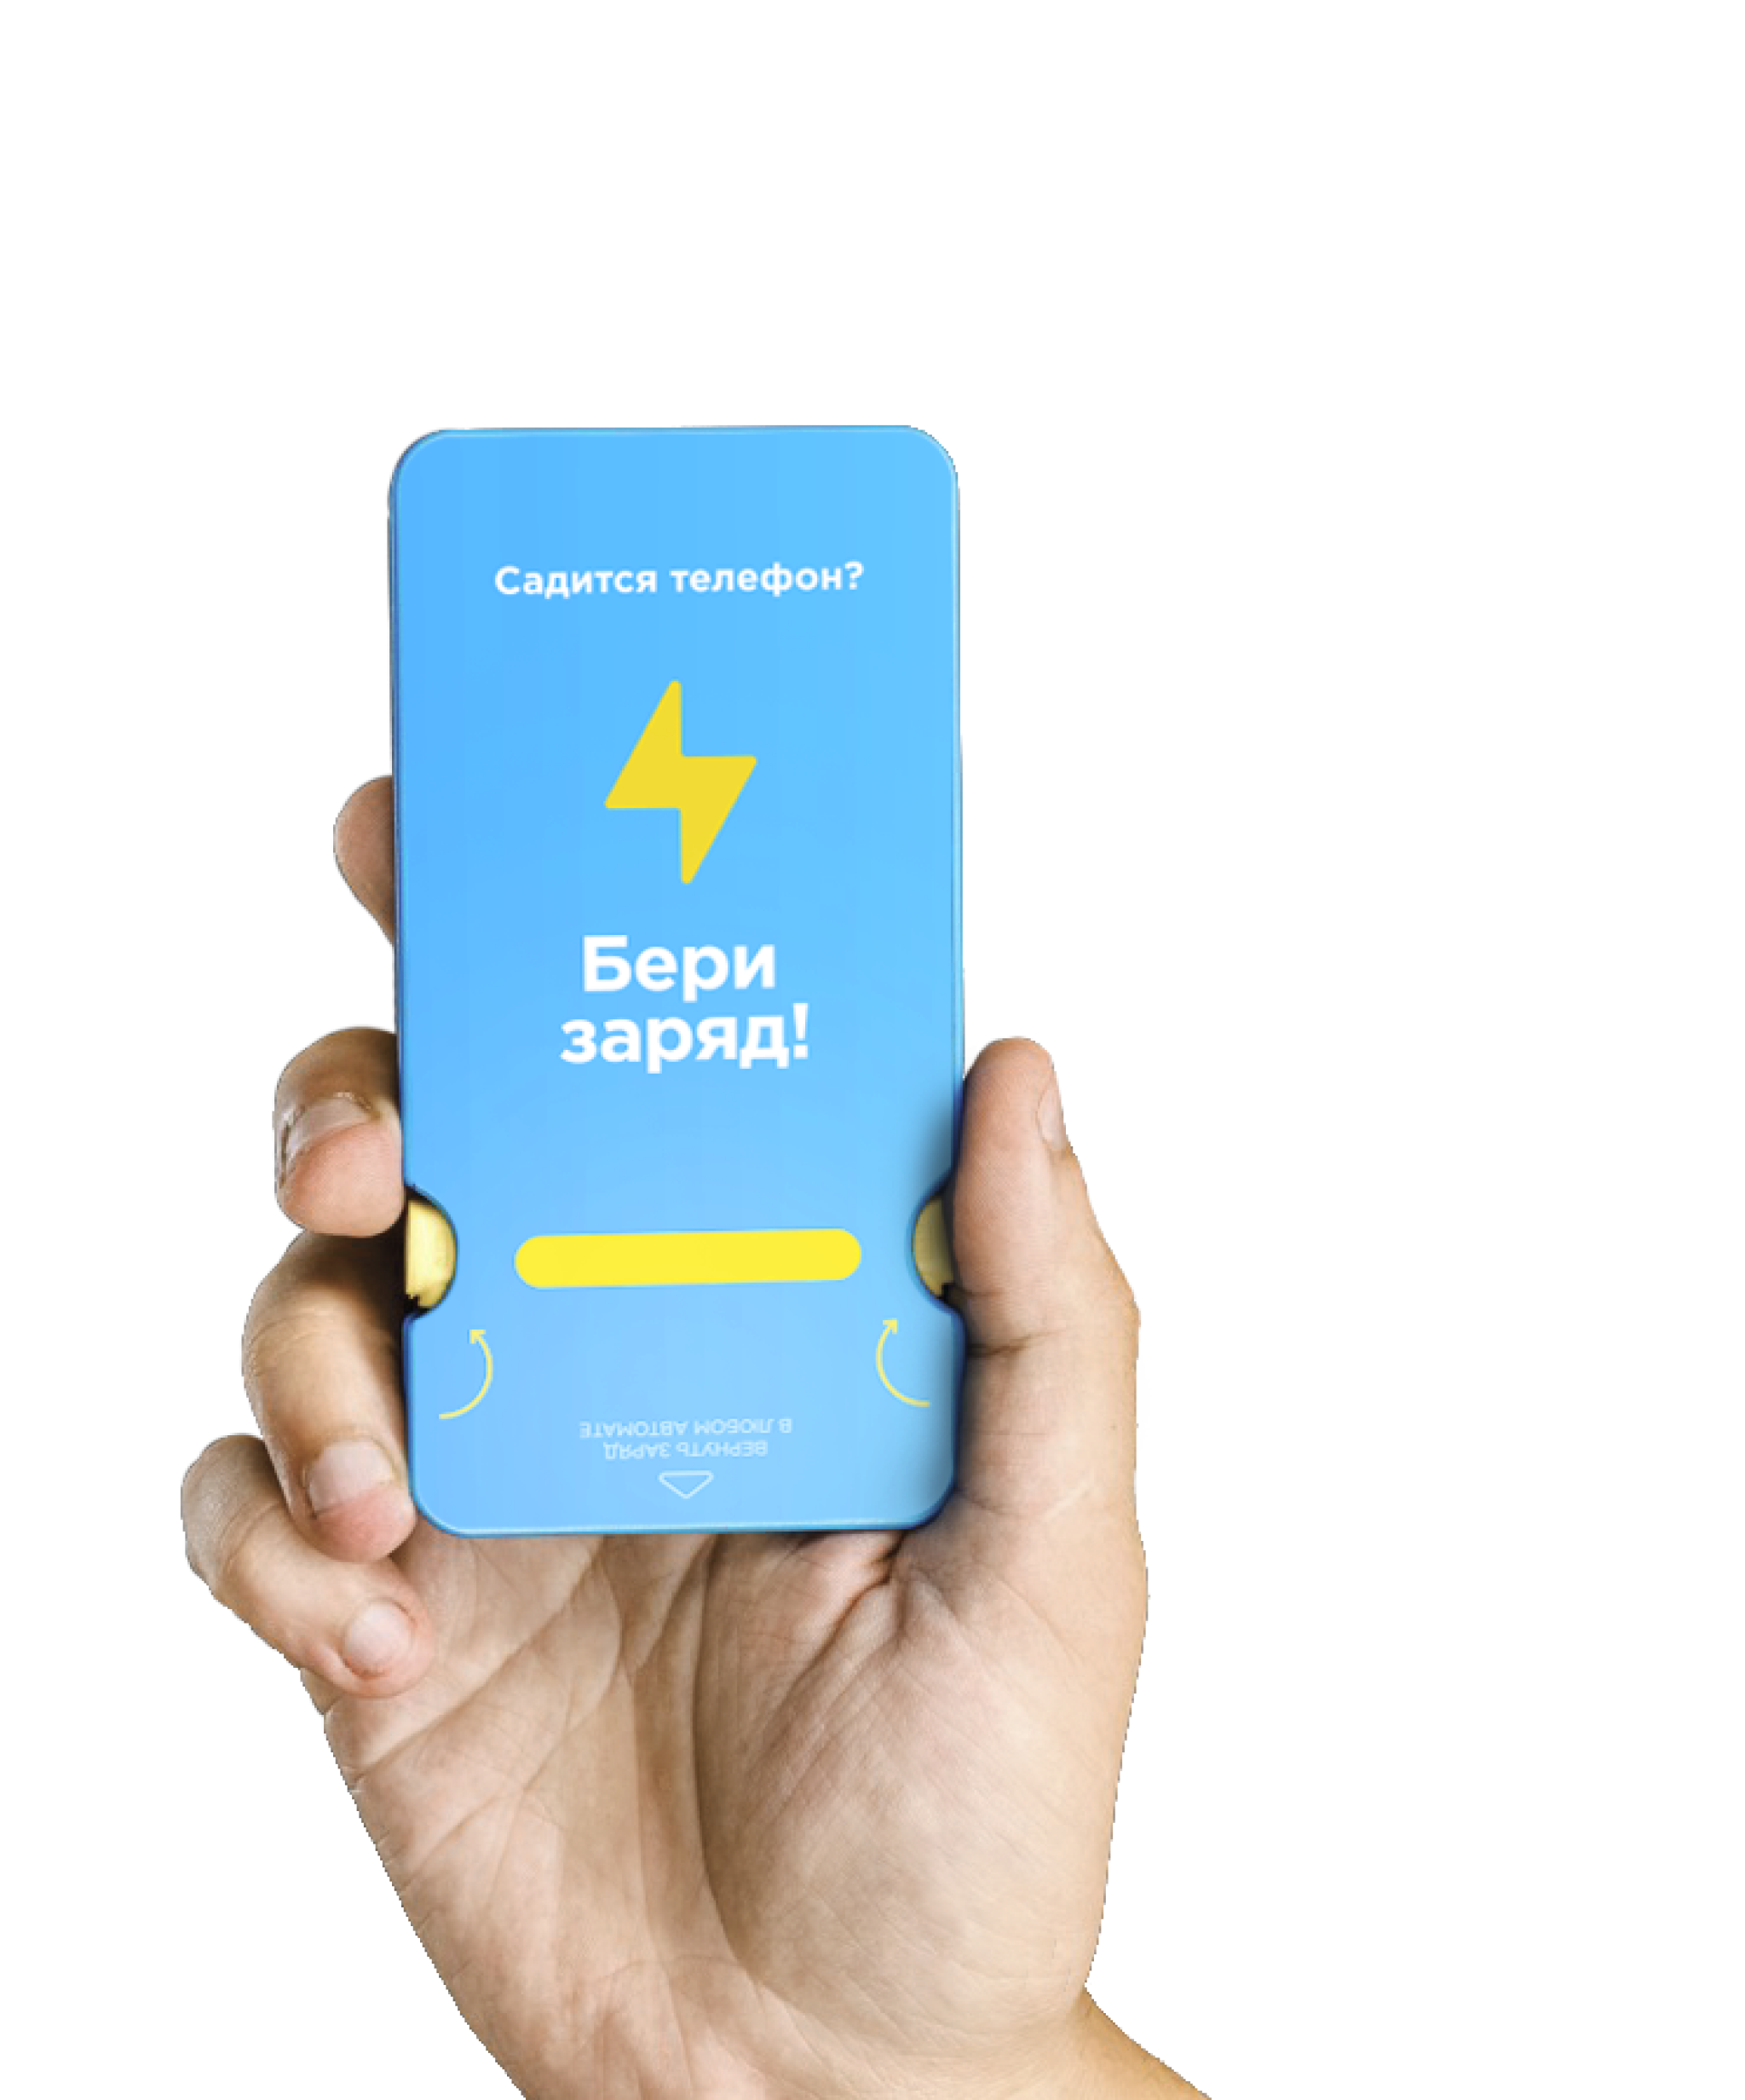 Садится телефон?
Бери
заряд!
ВЕРНУТЬ ЗАРЯД
В ЛЮБОМ АВТОМАТЕ